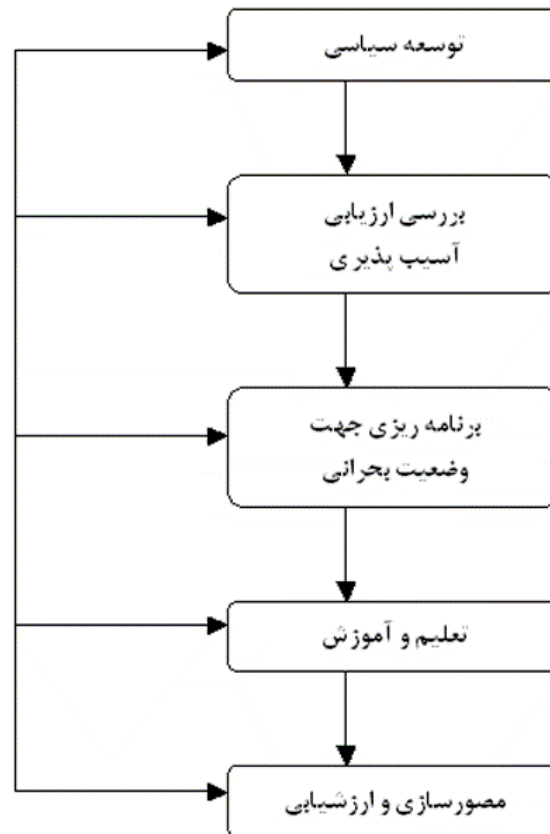 توسعه سیاسی
بررسی ارزیابی
آسیب پذیری
برنامه ریزی جهت
وضعیت بحرانی
تعلیم و آموزش
مصورسازی و ارزشیابی